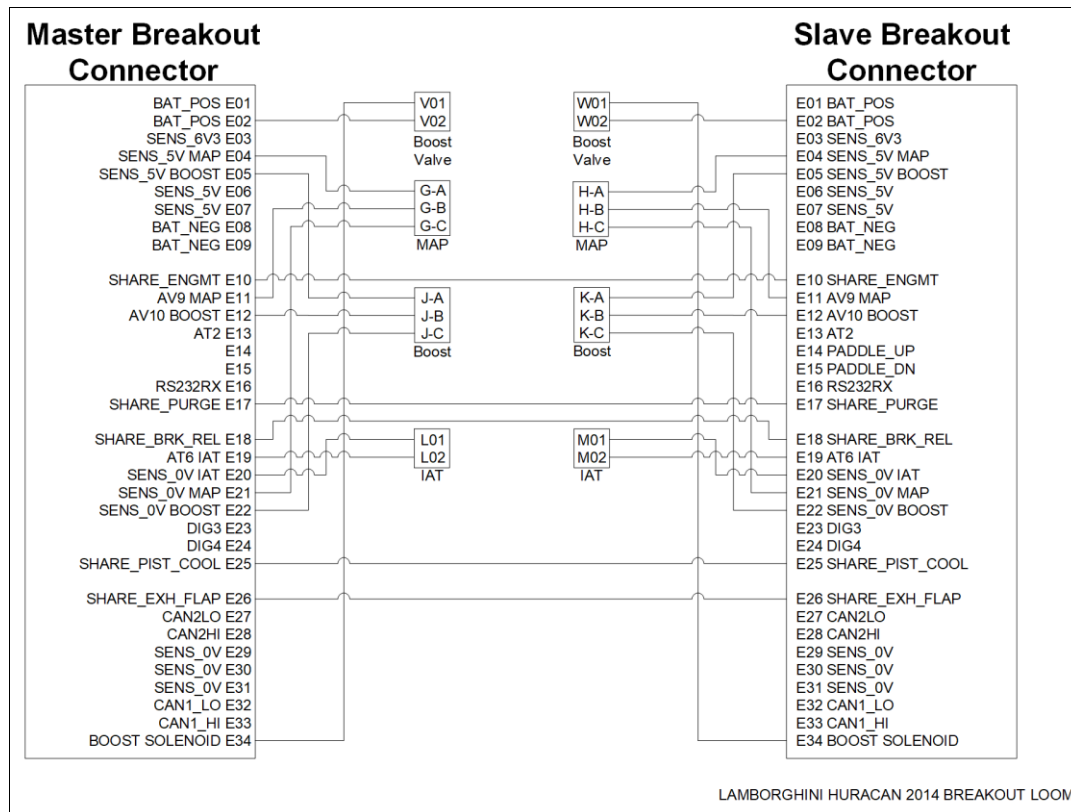 Master Breakout
Connector
BAT_POS E01
BAT_POS E02
SENS_6V3 E03
SENS_5V MAP E04
SENS_5V BOOST E05
SENS_5V E06
SENS_5V E07
BAT_NEG E08
BAT_NEG E09
SHARE_ENGMT E10
AV9 MAP E11
AV10 BOOST E12
AT2 E13
E14
E15
RS232RX E16
SHARE_PURGE E17
SHARE_BRK_REL E18
AT6 IAT E19
SENS_0V IAT E20
SENS_0V MAP E21
SENS_0V BOOST E22
DIG3 E23
DIG4 E24
SHARE_PIST_COOL E25
SHARE_EXH_FLAP E26
CAN2LO E27
CAN2HI E28
SENS_0V E29
SENS_0V E30
SENS_0V E31
CAN1_LO E32
CAN1_HI E33
BOOST SOLENOID E34
V01
V02
Boost
Valve
G-A
G-B
G-C
MAP
J-A
J-B
J-C
Boost
L01
L02
IAT
W01
W02
Boost
Valve
H-A
H-B
H-C
MAP
K-A
K-B
K-C
Boost
M01
M02
IAT
Slave Breakout
Connector
E01 BAT_POS
E02 BAT_POS
E03 SENS_6V3
E04 SENS_5V MAP
E05 SENS_5V BOOST
E06 SENS_5V
E07 SENS_5V
E08 BAT_NEG
E09 BAT_NEG
E10 SHARE_ENGMT
E11 AV9 MAP
E12 AV10 BOOST
E13 AT2
E14 PADDLE_UP
E15 PADDLE_DN
E16 RS232RX
E17 SHARE_PURGE
E18 SHARE_BRK_REL
E19 AT6 IAT
E20 SENS_0V IAT
E21 SENS_0V MAP
E22 SENS_0V BOOST
E23 DIG3
E24 DIG4
E25 SHARE_PIST_COOL
E26 SHARE_EXH_FLAP
E27 CAN2LO
E28 CAN2HI
E29 SENS_0V
E30 SENS_0V
E31 SENS_0V
E32 CAN1_LO
E33 CAN1_HI
E34 BOOST SOLENOID
LAMBORGHINI HURACAN 2014 BREAKOUT LOOM